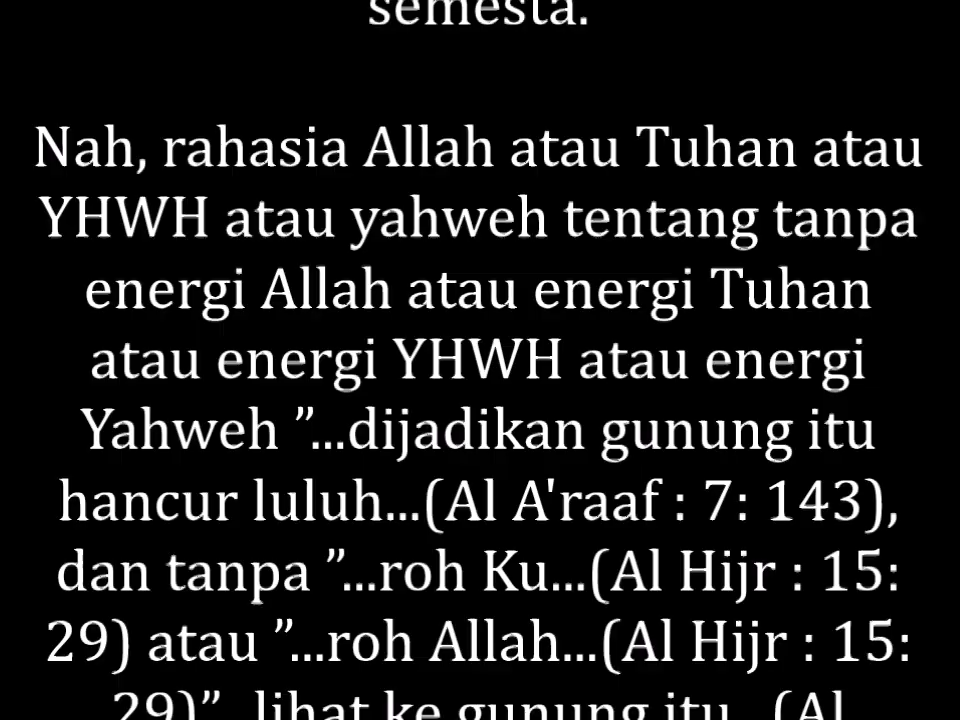 semesta.
Nah, rahasia Allah atau Tuhan atau
YHWH atau yahweh tentang tanpa
energi Allah atau energi Tuhan
atau energi YHWH atau energi
Yahweh ”...dijadikan gunung itu
hancur luluh...(Al A'raaf : 7: 143),
dan tanpa ”...roh Ku...(Al Hijr : 15:
29) atau ”...roh Allah...(Al Hijr : 15:
29)”...lihat ke gunung itu...(Al